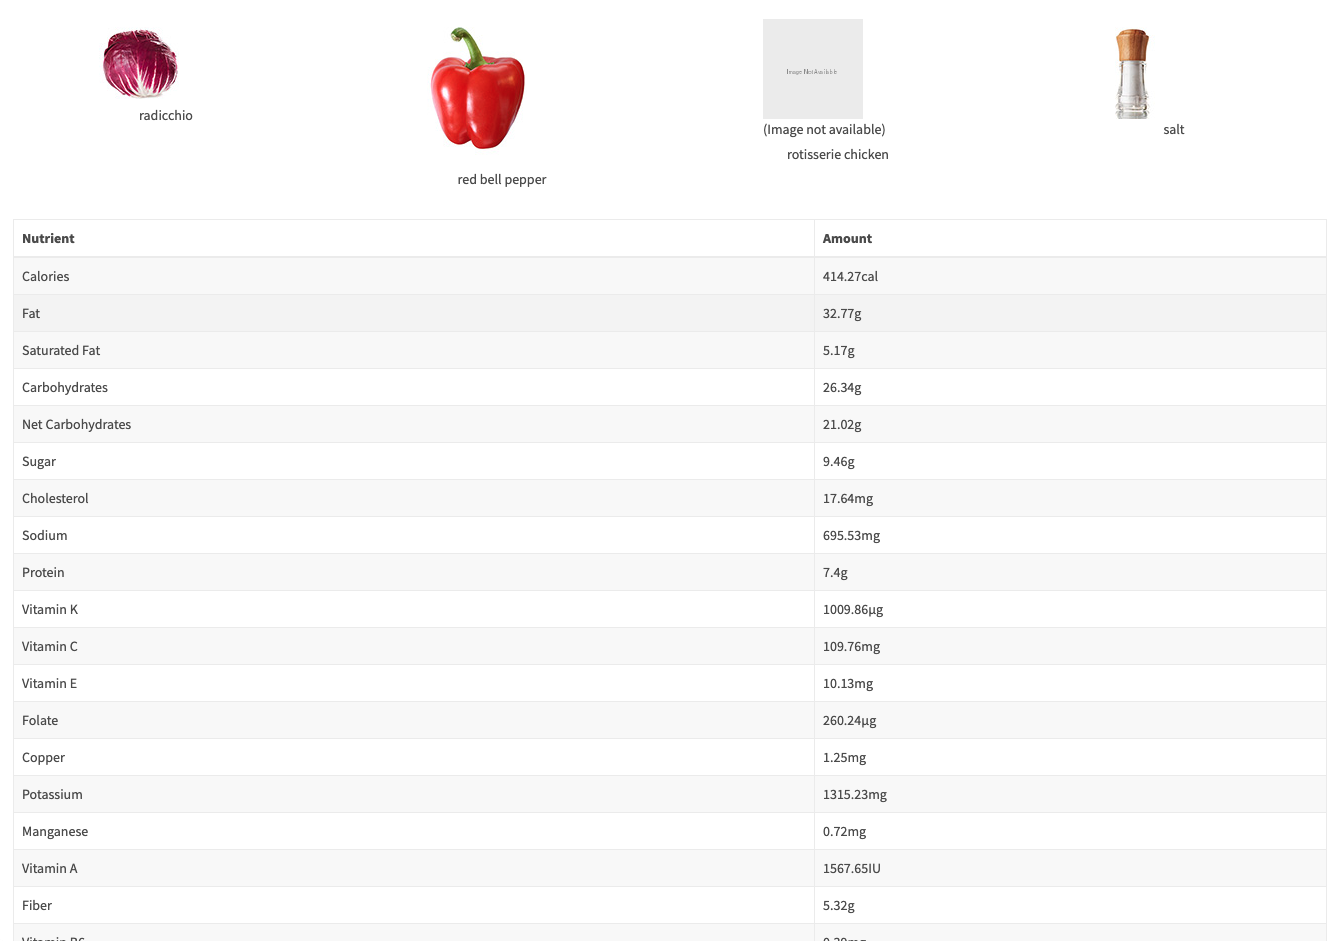 radicchio
red bell pepper
Image Not Available
(Image not available)
rotisserie chicken
salt
Nutrient Amount
Calories 414.27cal
Fat 32.77g
Saturated Fat 5.17g
Carbohydrates 26.34g
Net Carbohydrates 21.02g
Sugar 9.46g
Cholesterol 17.64mg
Sodium 695.53mg
Protein 7.4g
Vitamin K 1009.86µg
Vitamin C 109.76mg
Vitamin E 10.13mg
Folate 260.24µg
Copper 1.25mg
Potassium 1315.23mg
Manganese 0.72mg
Vitamin A 1567.65IU
Fiber 5.32g